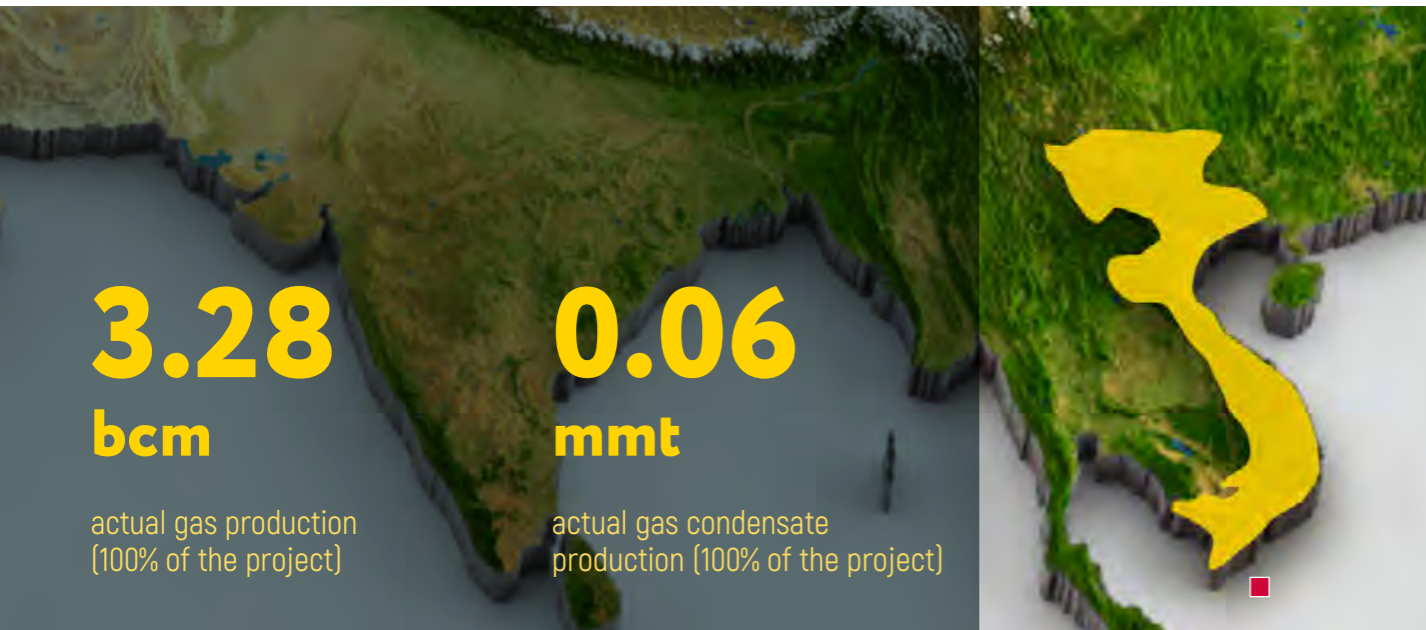 3.28
bcm
actual gas production
(100% of the project)
0.06
mmt
actual gas condensate
production (100% of the project)